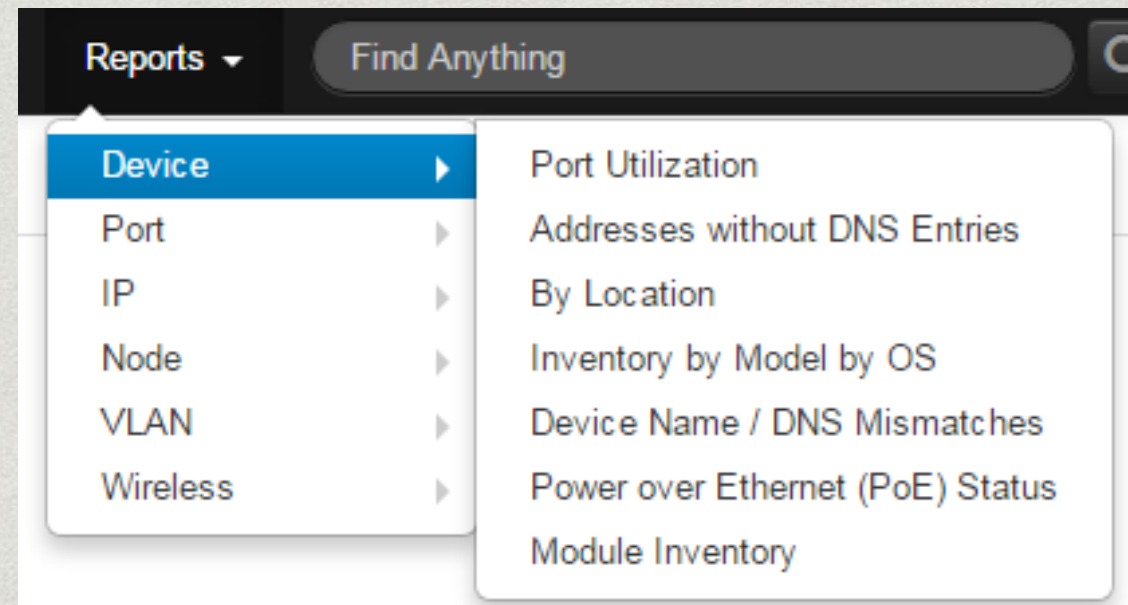 Reports
Find Anything
Device
Port
IP
Node
VLAN
Wireless
Port Utilization
Addresses without DNS Entries
By Location
Inventory by Model by OS
Device Name / DNS Mismatches
Power over Ethernet (PoE) Status
Module Inventory